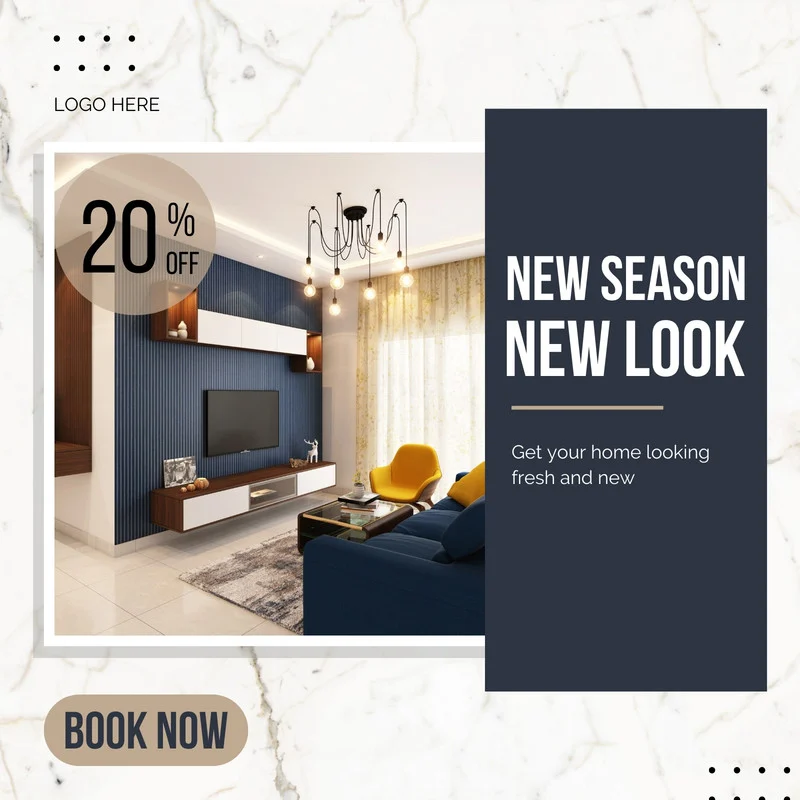 LOGO HERE
20%
OFF
NEW SEASON
NEW LOOK
Get your home looking
fresh and new
BOOK NOW